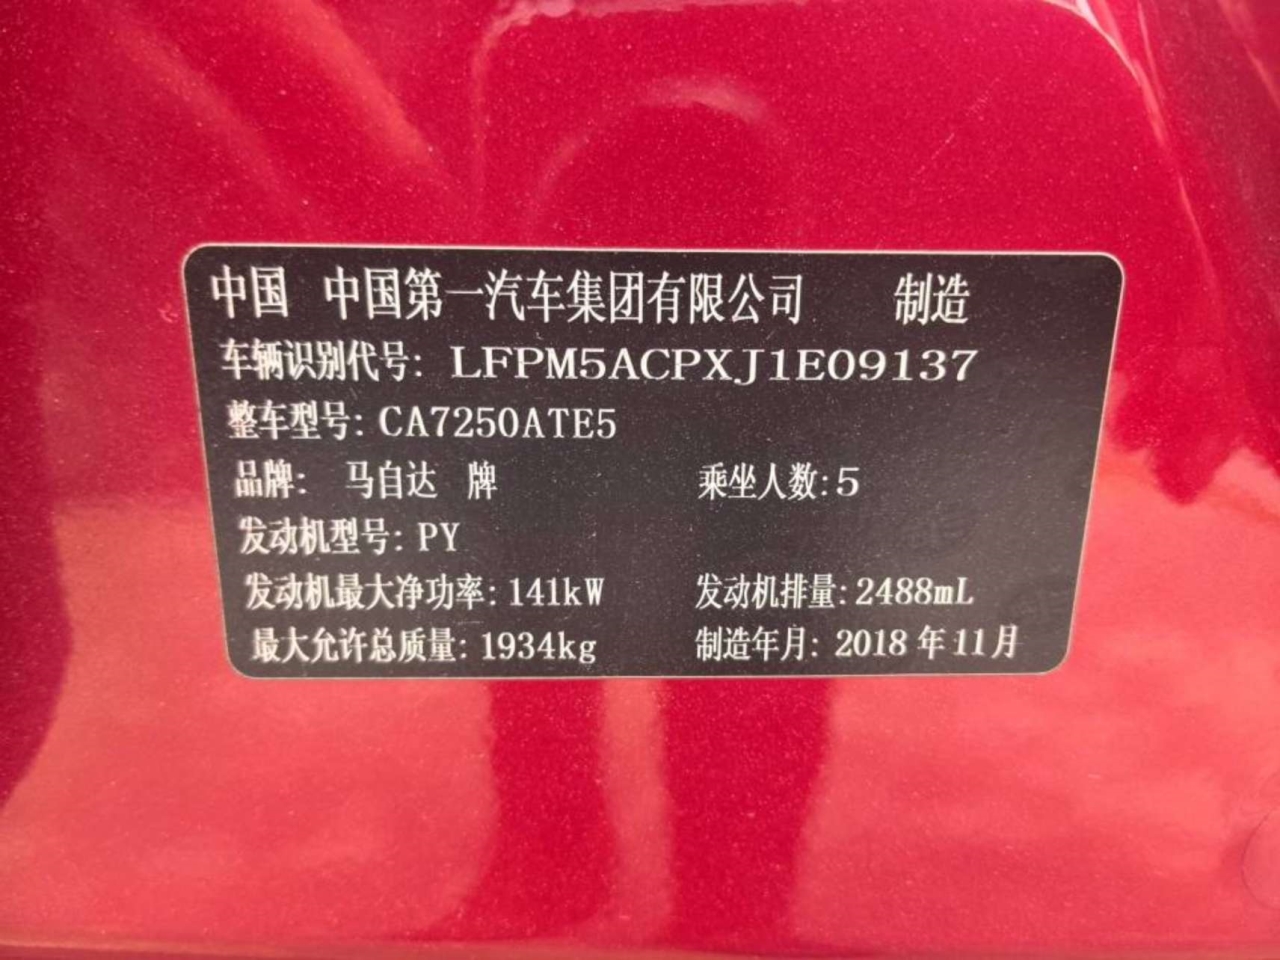 中国 中国第一汽车集团有限公司 制造
车辆识别代号: LFPM5ACPXJ1E09137
整车型号: CA7250ATE5
品牌: 马自达 牌 乘坐人数: 5
发动机型号: PY
发动机最大净功率: 141kW 发动机排量: 2488mL
最大允许总质量: 1934kg 制造年月: 2018 年 11 月